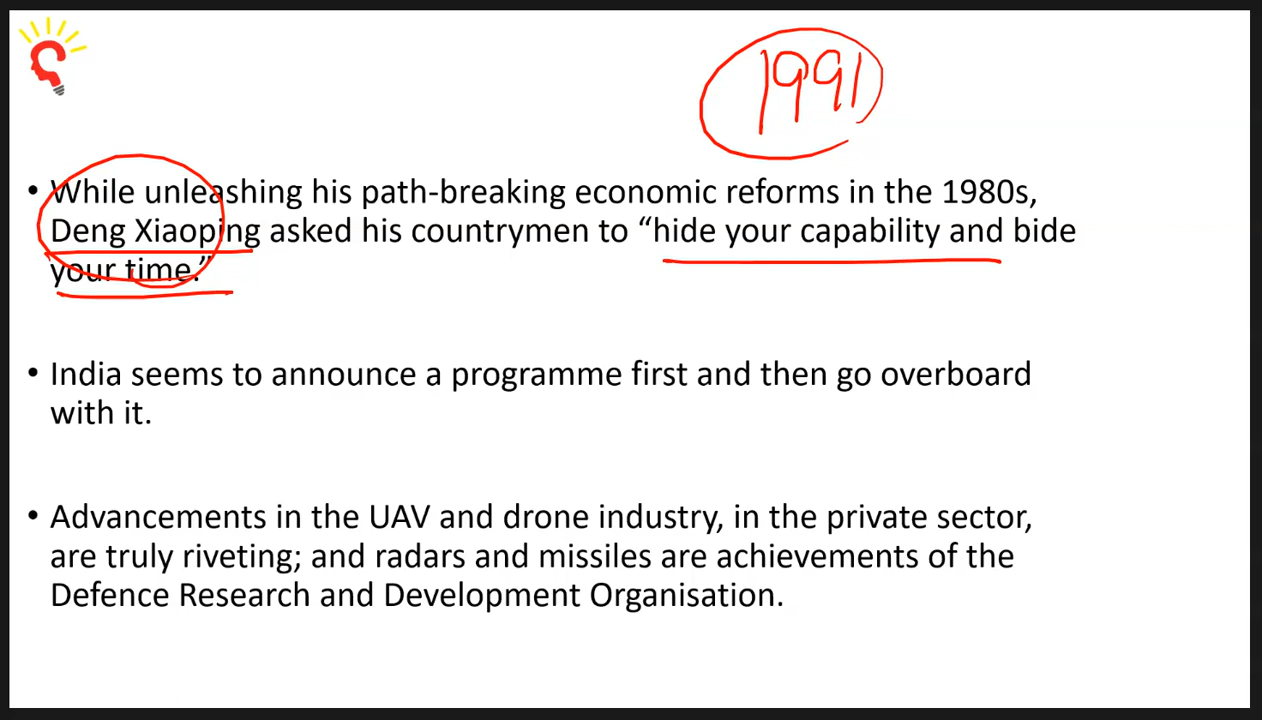 1991
• While unleashing his path-breaking economic reforms in the 1980s,
Deng Xiaoping asked his countrymen to “hide your capability and bide
your time.”
• India seems to announce a programme first and then go overboard
with it.
• Advancements in the UAV and drone industry, in the private sector,
are truly riveting; and radars and missiles are achievements of the
Defence Research and Development Organisation.